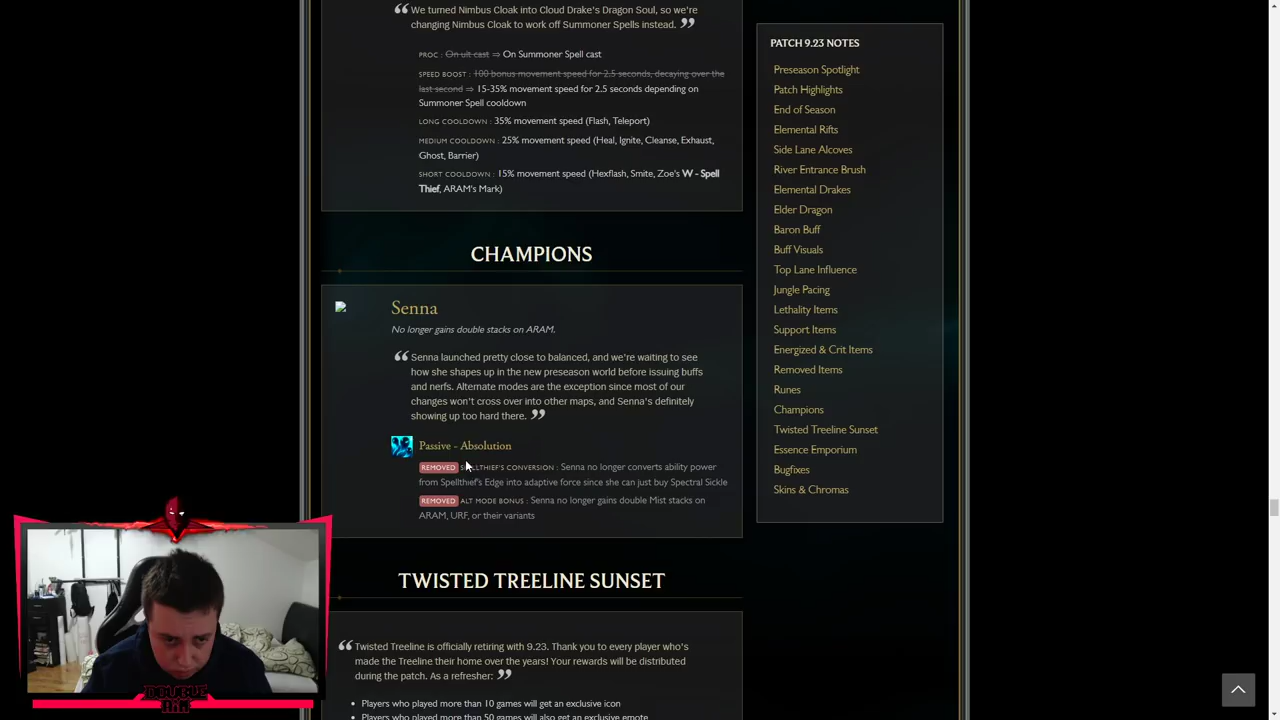 We turned Nimbus Cloak into Cloud Drake's Dragon Soul, so we're
changing Nimbus Cloak to work off Summoner Spells instead.
PROC : On ult cast ⇒ On Summoner Spell cast
SPEED BOOST : 100 bonus movement speed for 2.5 seconds, decaying over the
last second ⇒ 15-35% movement speed for 2.5 seconds depending on
Summoner Spell cooldown
LONG COOLDOWN : 35% movement speed (Flash, Teleport)
MEDIUM COOLDOWN : 25% movement speed (Heal, Ignite, Cleanse, Exhaust,
Ghost, Barrier)
SHORT COOLDOWN : 15% movement speed (Hexflash, Smite, Zoe's W - Spell
Thief, ARAM's Mark)
CHAMPIONS
Senna
No longer gains double stacks on ARAM.
Senna launched pretty close to balanced, and we're waiting to see
how she shapes up in the new preseason world before issuing buffs
and nerfs. Alternate modes are the exception since most of our
changes won't cross over into other maps, and Senna's definitely
showing up too hard there.
Passive - Absolution
REMOVED SPELLTHIEF'S CONVERSION : Senna no longer converts ability power
from Spellthief's Edge into adaptive force since she can just buy Spectral Sickle
REMOVED ALT MODE BONUS : Senna no longer gains double Mist stacks on
ARAM, URF, or their variants
TWISTED TREELINE SUNSET
Twisted Treeline is officially retiring with 9.23. Thank you to every player who's
made the Treeline their home over the years! Your rewards will be distributed
during the patch. As a refresher:
• Players who played more than 10 games will get an exclusive icon
• Players who played more than 50 games will also get an exclusive emote
PATCH 9.23 NOTES
Preseason Spotlight
Patch Highlights
End of Season
Elemental Rifts
Side Lane Alcoves
River Entrance Brush
Elemental Drakes
Elder Dragon
Baron Buff
Buff Visuals
Top Lane Influence
Jungle Pacing
Lethality Items
Support Items
Energized & Crit Items
Removed Items
Runes
Champions
Twisted Treeline Sunset
Essence Emporium
Bugfixes
Skins & Chromas